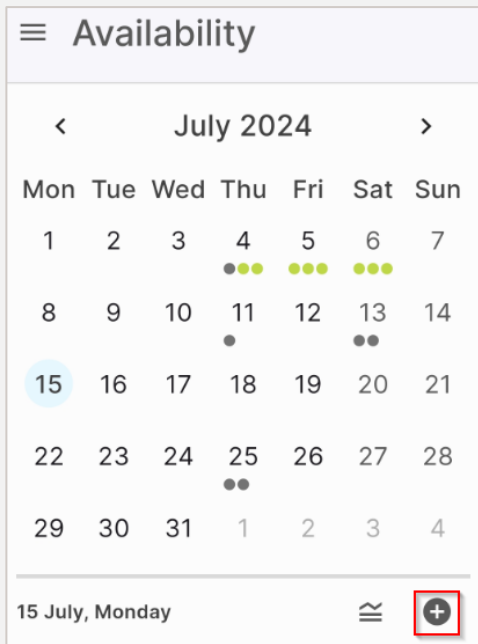 Availability
July 2024
Mon Tue Wed Thu Fri Sat Sun
1 2 3 4 5 6 7
8 9 10 11 12 13 14
15 16 17 18 19 20 21
22 23 24 25 26 27 28
29 30 31 1 2 3 4
15 July, Monday